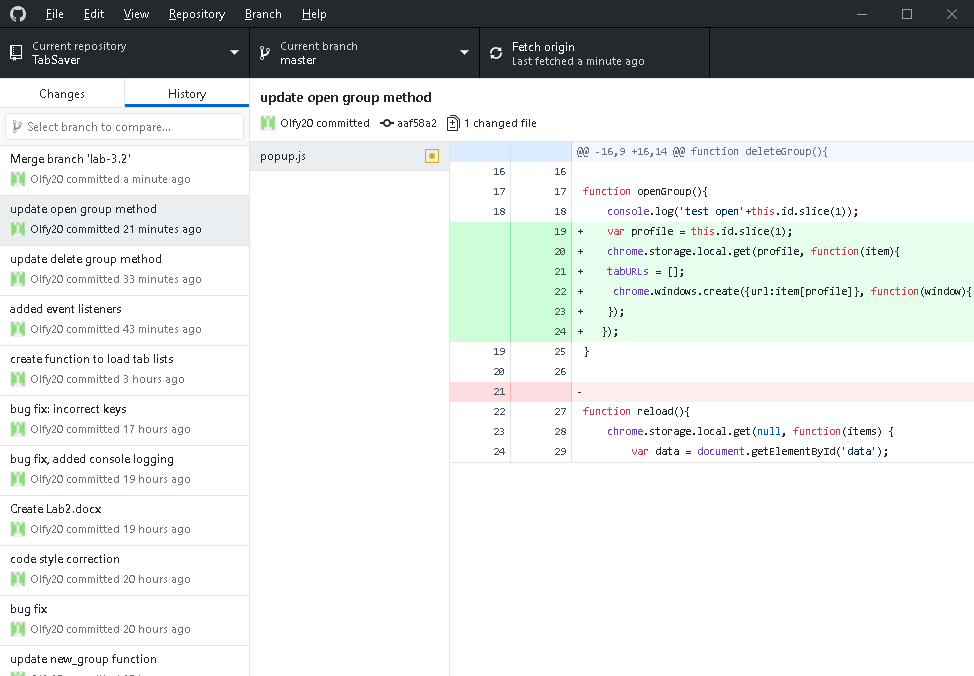 File Edit View Repository Branch Help
Current repository
TabSaver
Current branch
master
Fetch origin
Last fetched a minute ago
Changes
History
Select branch to compare...
Merge branch 'lab-3.2'
Olfy20 committed a minute ago
update open group method
Olfy20 committed 21 minutes ago
update delete group method
Olfy20 committed 33 minutes ago
added event listeners
Olfy20 committed 43 minutes ago
create function to load tab lists
Olfy20 committed 3 hours ago
bug fix: incorrect keys
Olfy20 committed 17 hours ago
bug fix, added console logging
Olfy20 committed 19 hours ago
Create Lab2.docx
Olfy20 committed 19 hours ago
code style correction
Olfy20 committed 20 hours ago
bug fix
Olfy20 committed 20 hours ago
update new_group function
update open group method
Olfy20 committed aaf58a2 1 changed file
popup.js
@@ -16,9 +16,14 @@ function deleteGroup(){
16 16
17 17 function openGroup(){
18 18 console.log('test open'+this.id.slice(1));
19 + var profile = this.id.slice(1);
20 + chrome.storage.local.get(profile, function(item){
21 + tabURLs = [];
22 + chrome.windows.create({url:item[profile]}, function(window){
23 + });
24 + });
19 25 }
20 26
21 -
22 27 function reload(){
23 28 chrome.storage.local.get(null, function(items) {
24 29 var data = document.getElementById('data');